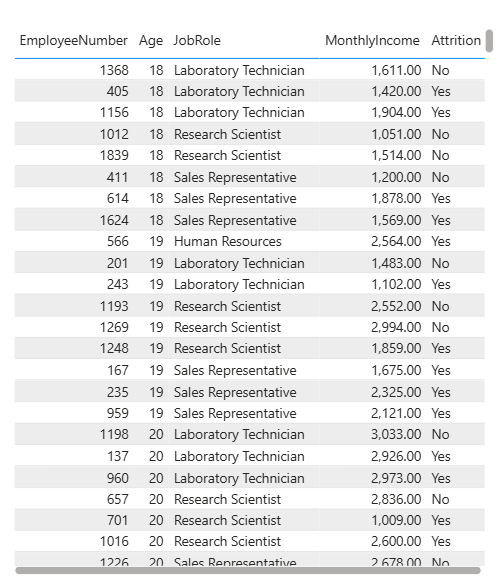 EmployeeNumber Age JobRole MonthlyIncome Attrition
1368 18 Laboratory Technician 1,611.00 No
405 18 Laboratory Technician 1,420.00 Yes
1156 18 Laboratory Technician 1,904.00 Yes
1012 18 Research Scientist 1,051.00 No
1839 18 Research Scientist 1,514.00 No
411 18 Sales Representative 1,200.00 No
614 18 Sales Representative 1,878.00 Yes
1624 18 Sales Representative 1,569.00 Yes
566 19 Human Resources 2,564.00 Yes
201 19 Laboratory Technician 1,483.00 No
243 19 Laboratory Technician 1,102.00 Yes
1193 19 Research Scientist 2,552.00 No
1269 19 Research Scientist 2,994.00 No
1248 19 Research Scientist 1,859.00 Yes
167 19 Sales Representative 1,675.00 Yes
235 19 Sales Representative 2,325.00 Yes
959 19 Sales Representative 2,121.00 Yes
1198 20 Laboratory Technician 3,033.00 No
137 20 Laboratory Technician 2,926.00 Yes
960 20 Laboratory Technician 2,973.00 Yes
657 20 Research Scientist 2,836.00 No
701 20 Research Scientist 1,009.00 Yes
1016 20 Research Scientist 2,600.00 Yes
1226 20 Sales Representative 2,678.00 No